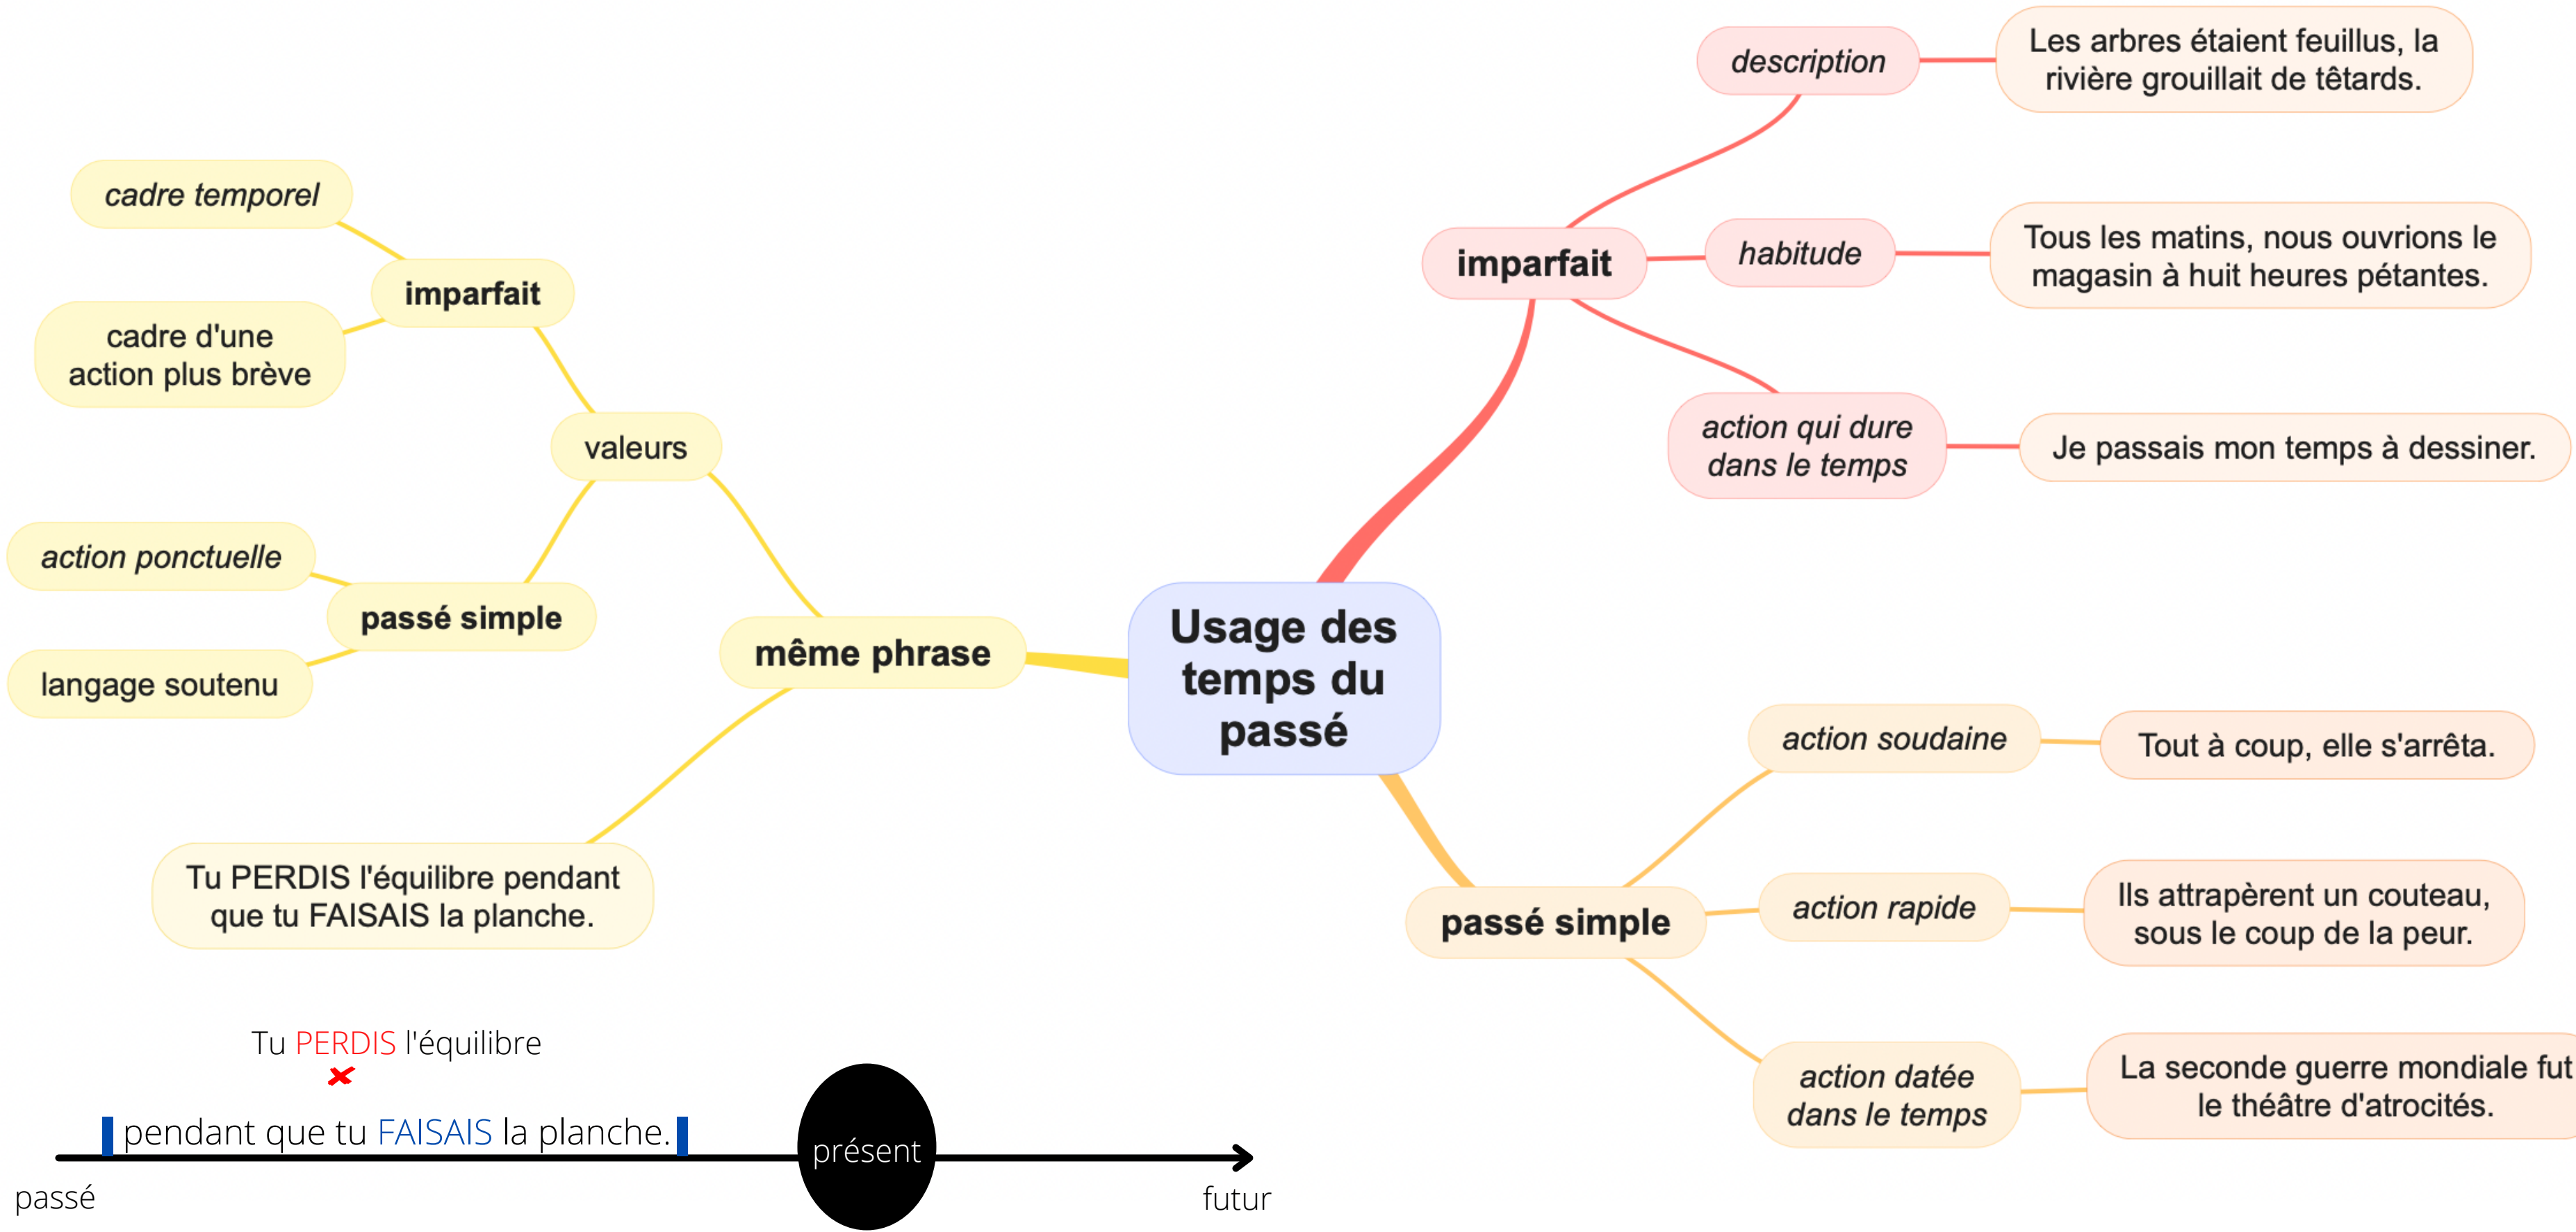 Usage des
temps du
passé
imparfait
description
Les arbres étaient feuillus, la
rivière grouillait de têtards.
habitude
Tous les matins, nous ouvrions le
magasin à huit heures pétantes.
action qui dure
dans le temps
Je passais mon temps à dessiner.
passé simple
action soudaine
Tout à coup, elle s'arrêta.
action rapide
Ils attrapèrent un couteau,
sous le coup de la peur.
action datée
dans le temps
La seconde guerre mondiale fut
le théâtre d'atrocités.
même phrase
valeurs
imparfait
cadre temporel
cadre d'une
action plus brève
passé simple
action ponctuelle
langage soutenu
Tu PERDIS l'équilibre pendant
que tu FAISAIS la planche.
Tu PERDIS l'équilibre
pendant que tu FAISAIS la planche.
présent
passé
futur